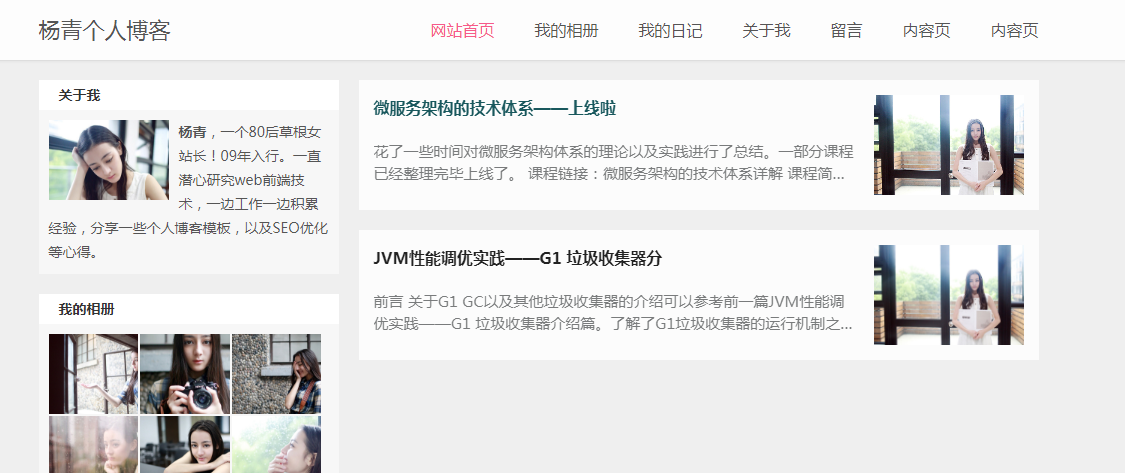 杨青个人博客
网站首页 我的相册 我的日记 关于我 留言 内容页 内容页
关于我
杨青，一个80后草根女
站长！09年入行。一直
潜心研究web前端技
术，一边工作一边积累
经验，分享一些个人博客模板，以及SEO优化
等心得。
我的相册
微服务架构的技术体系——上线啦
花了一些时间对微服务架构体系的理论以及实践进行了总结。一部分课程
已经整理完毕上线了。 课程链接：微服务架构的技术体系详解 课程简...
JVM性能调优实践——G1 垃圾收集器分
前言 关于G1 GC以及其他垃圾收集器的介绍可以参考前一篇JVM性能调
优实践——G1 垃圾收集器介绍篇。了解了G1垃圾收集器的运行机制之...